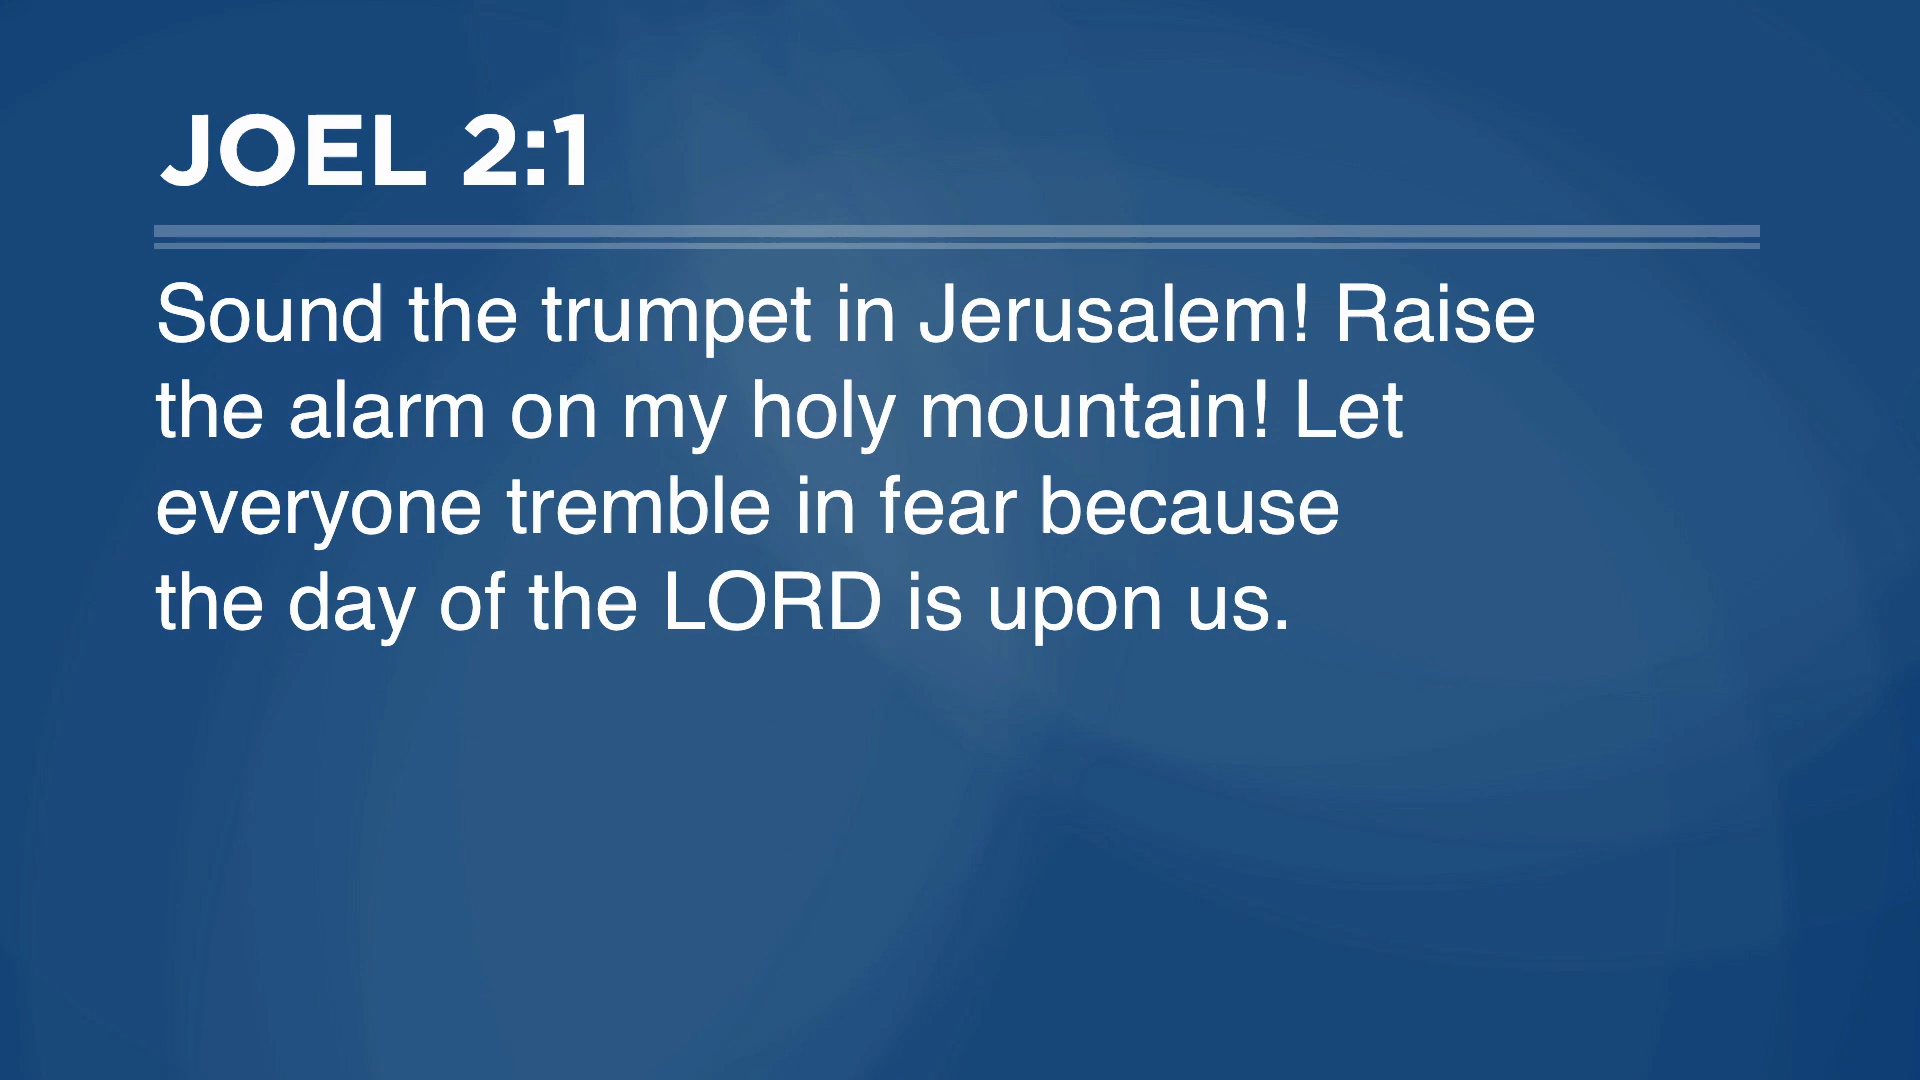 JOEL 2:1
Sound the trumpet in Jerusalem! Raise
the alarm on my holy mountain! Let
everyone tremble in fear because
the day of the LORD is upon us.